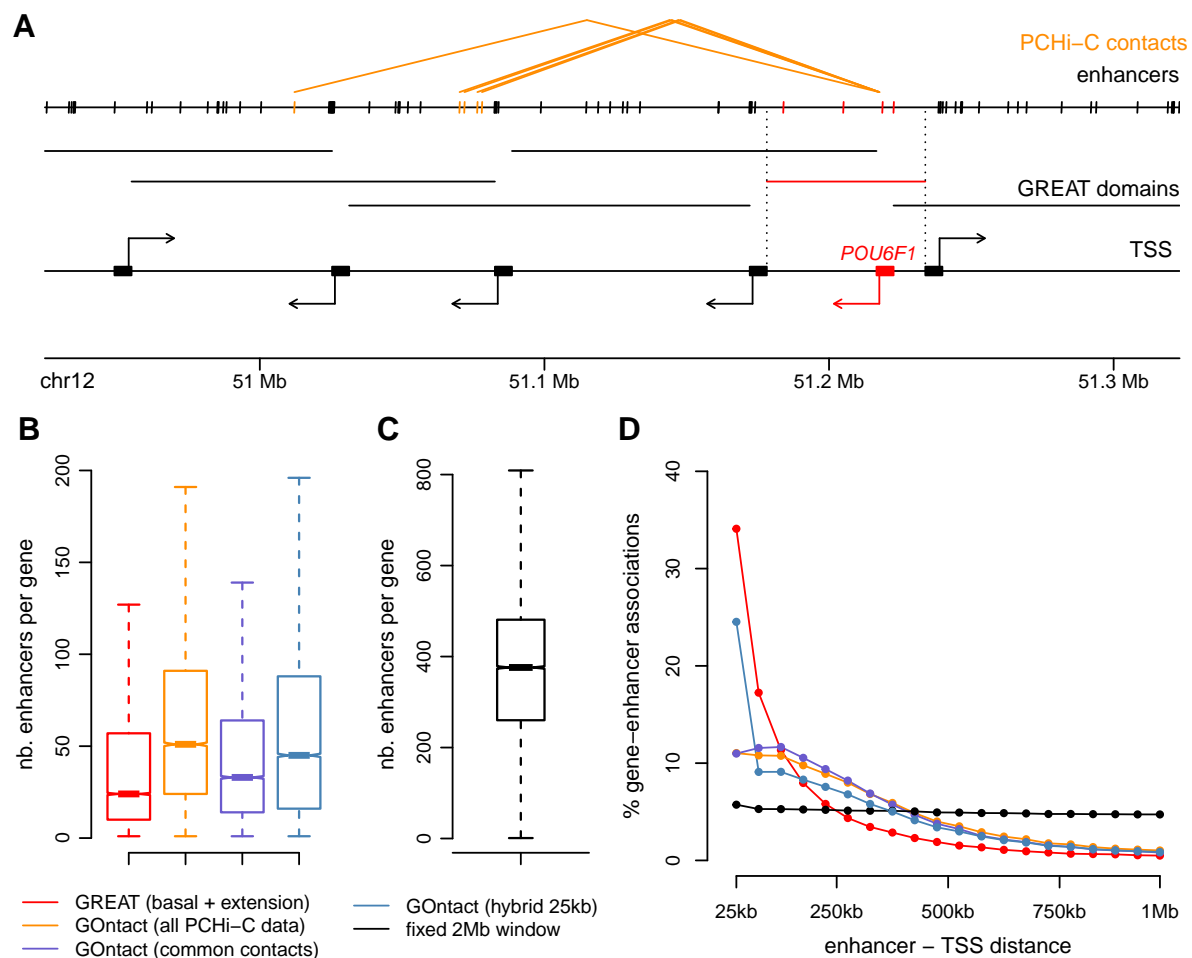 A
PCHi−C contacts
enhancers
GREAT domains
TSS
POU6F1
chr12
51 Mb
51.1 Mb
51.2 Mb
51.3 Mb
B
nb. enhancers per gene
0
50
100
150
200
C
nb. enhancers per gene
0
200
400
600
800
D
% gene−enhancer associations
0
10
20
30
40
25kb
250kb
500kb
750kb
1Mb
enhancer − TSS distance
GREAT (basal + extension)
GOntact (all PCHi−C data)
GOntact (common contacts)
GOntact (hybrid 25kb)
fixed 2Mb window